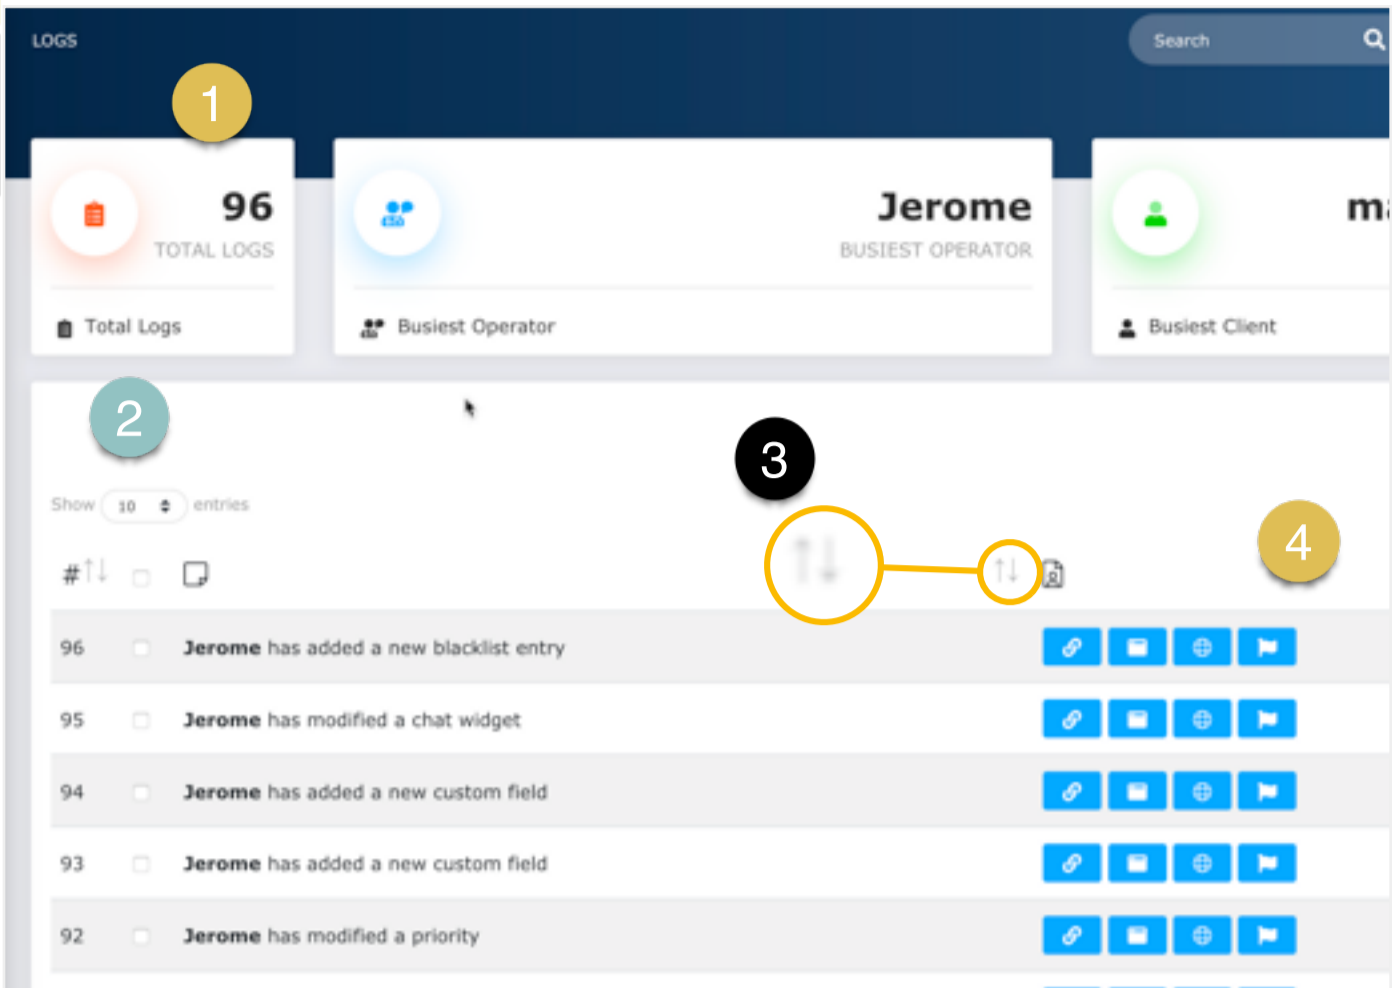 LOGS
Search
1
96
TOTAL LOGS
Total Logs
Jerome
BUSIEST OPERATOR
Busiest Operator
Busiest Client
2
3
4
Show 10 entries
#
96 Jerome has added a new blacklist entry
95 Jerome has modified a chat widget
94 Jerome has added a new custom field
93 Jerome has added a new custom field
92 Jerome has modified a priority